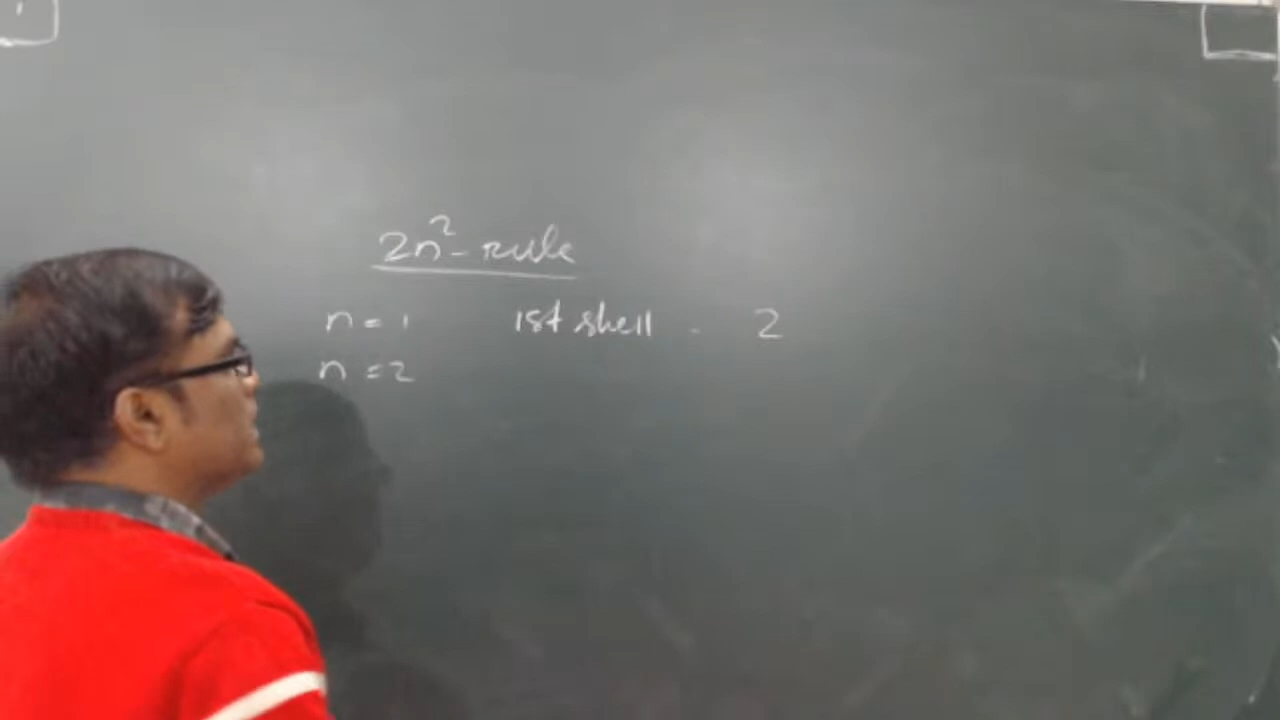 2n² - rule
n = 1 1st shell - 2
n = 2